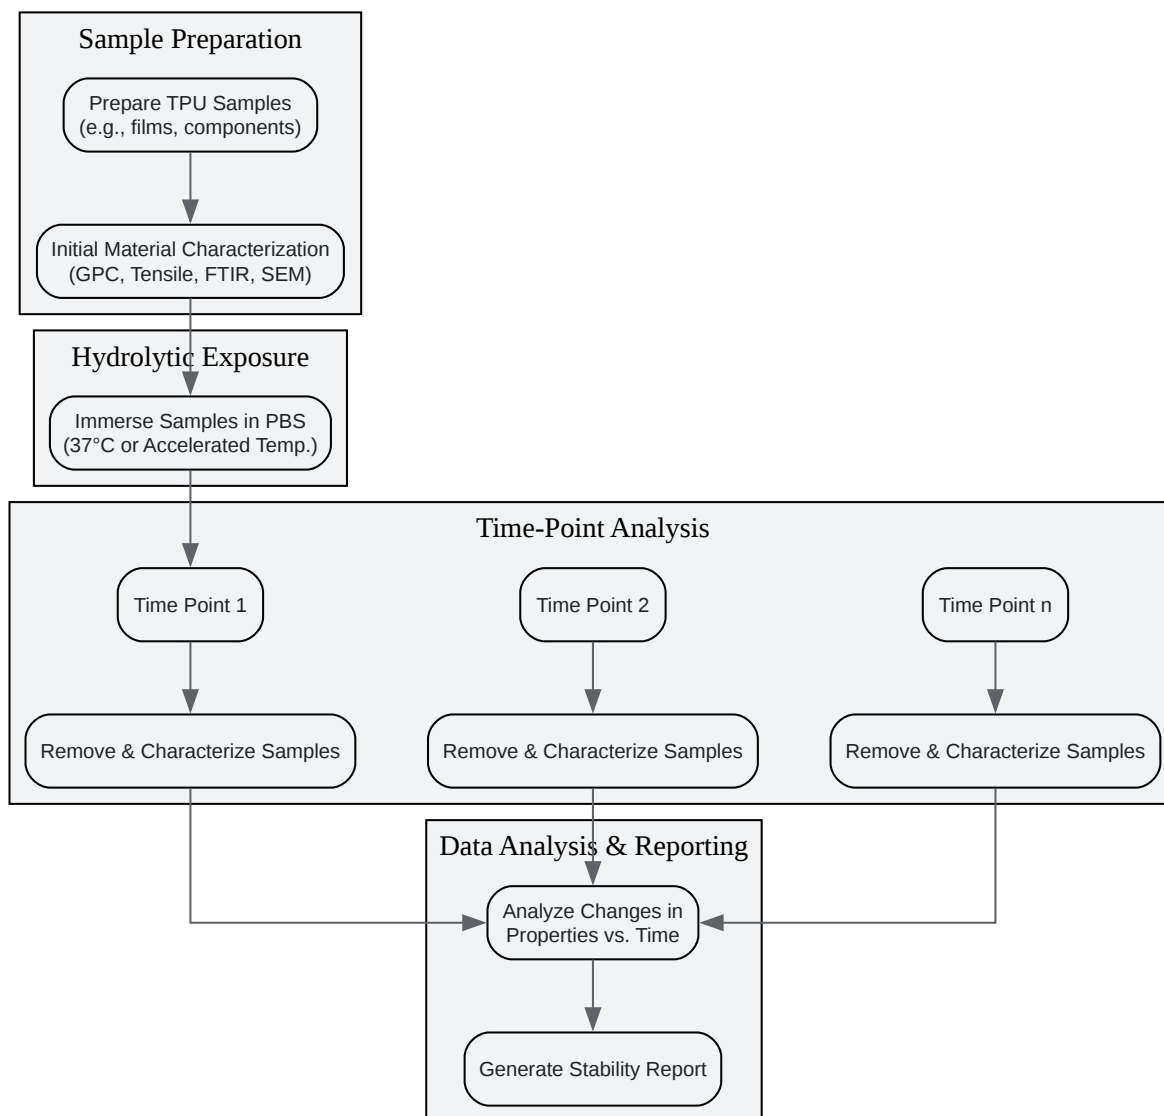 Sample Preparation
Prepare TPU Samples
(e.g., films, components)
Initial Material Characterization
(GPC, Tensile, FTIR, SEM)
Hydrolytic Exposure
Immerse Samples in PBS
(37°C or Accelerated Temp.)
Time-Point Analysis
Time Point 1
Time Point 2
Time Point n
Remove & Characterize Samples
Remove & Characterize Samples
Remove & Characterize Samples
Data Analysis & Reporting
Analyze Changes in
Properties vs. Time
Generate Stability Report